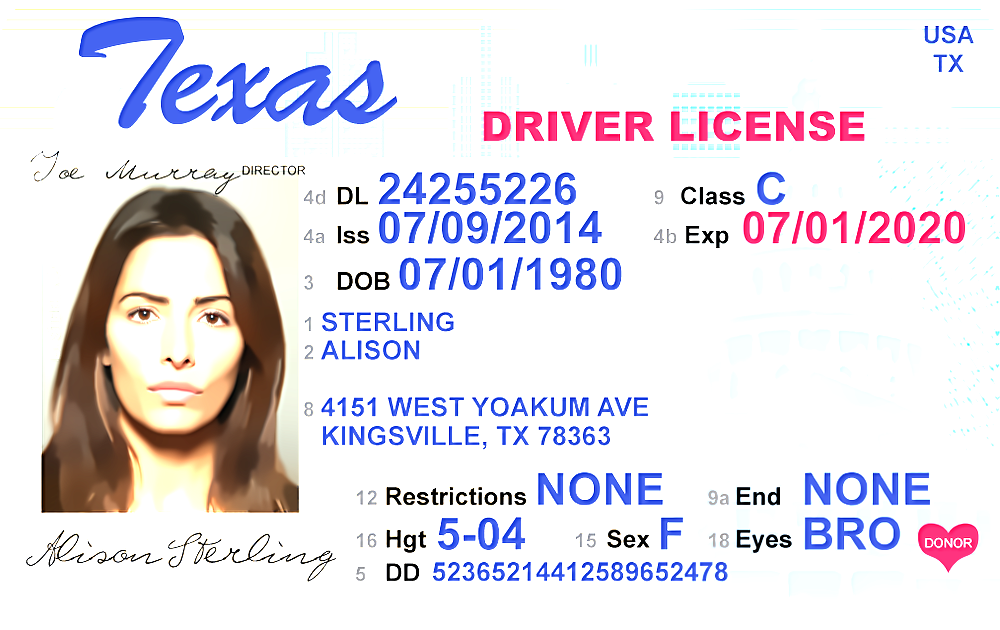 Texas
USA
TX
DRIVER LICENSE
Joe Murray DIRECTOR
4d DL 24255226 9 Class C
4a Iss 07/09/2014 4b Exp 07/01/2020
3 DOB 07/01/1980
1 STERLING
2 ALISON
8 4151 WEST YOAKUM AVE
KINGSVILLE, TX 78363
12 Restrictions NONE 9a End NONE
16 Hgt 5-04 15 Sex F 18 Eyes BRO DONOR
5 DD 52365214412589652478
Alison Sterling